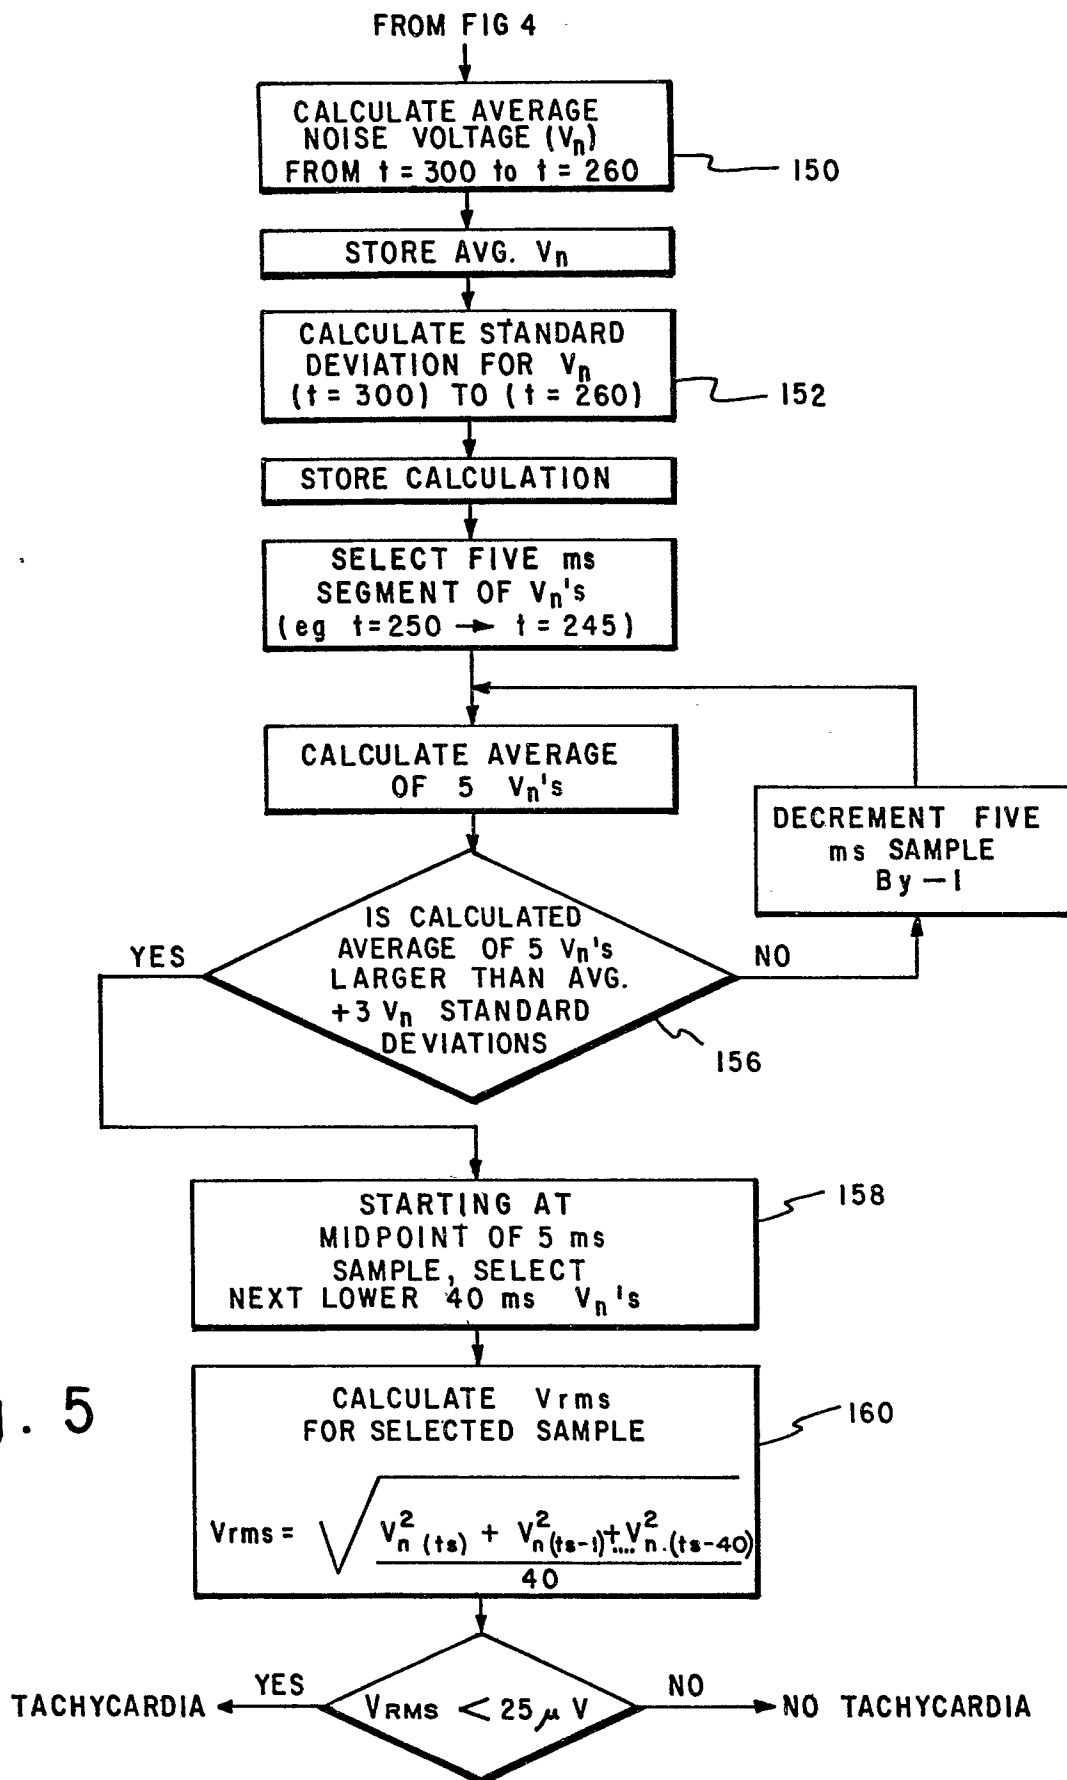 FROM FIG 4
CALCULATE AVERAGE
NOISE VOLTAGE (Vn)
FROM t = 300 to t = 260
150
STORE AVG. Vn
CALCULATE STANDARD
DEVIATION FOR Vn
(t = 300) TO (t = 260)
152
STORE CALCULATION
SELECT FIVE ms
SEGMENT OF Vn's
(eg t=250 → t = 245)
CALCULATE AVERAGE
OF 5 Vn's
DECREMENT FIVE
ms SAMPLE
By -1
IS CALCULATED
AVERAGE OF 5 Vn's
LARGER THAN AVG.
+3 Vn STANDARD
DEVIATIONS
YES
NO
156
STARTING AT
MIDPOINT OF 5 ms
SAMPLE, SELECT
NEXT LOWER 40 ms Vn's
158
CALCULATE Vrms
FOR SELECTED SAMPLE
160
Vrms = √ V²n (ts) + V²n (ts-1) + .... V²n. (ts-40)
40
. 5
VRMS < 25 μ V
YES
NO
TACHYCARDIA
NO TACHYCARDIA